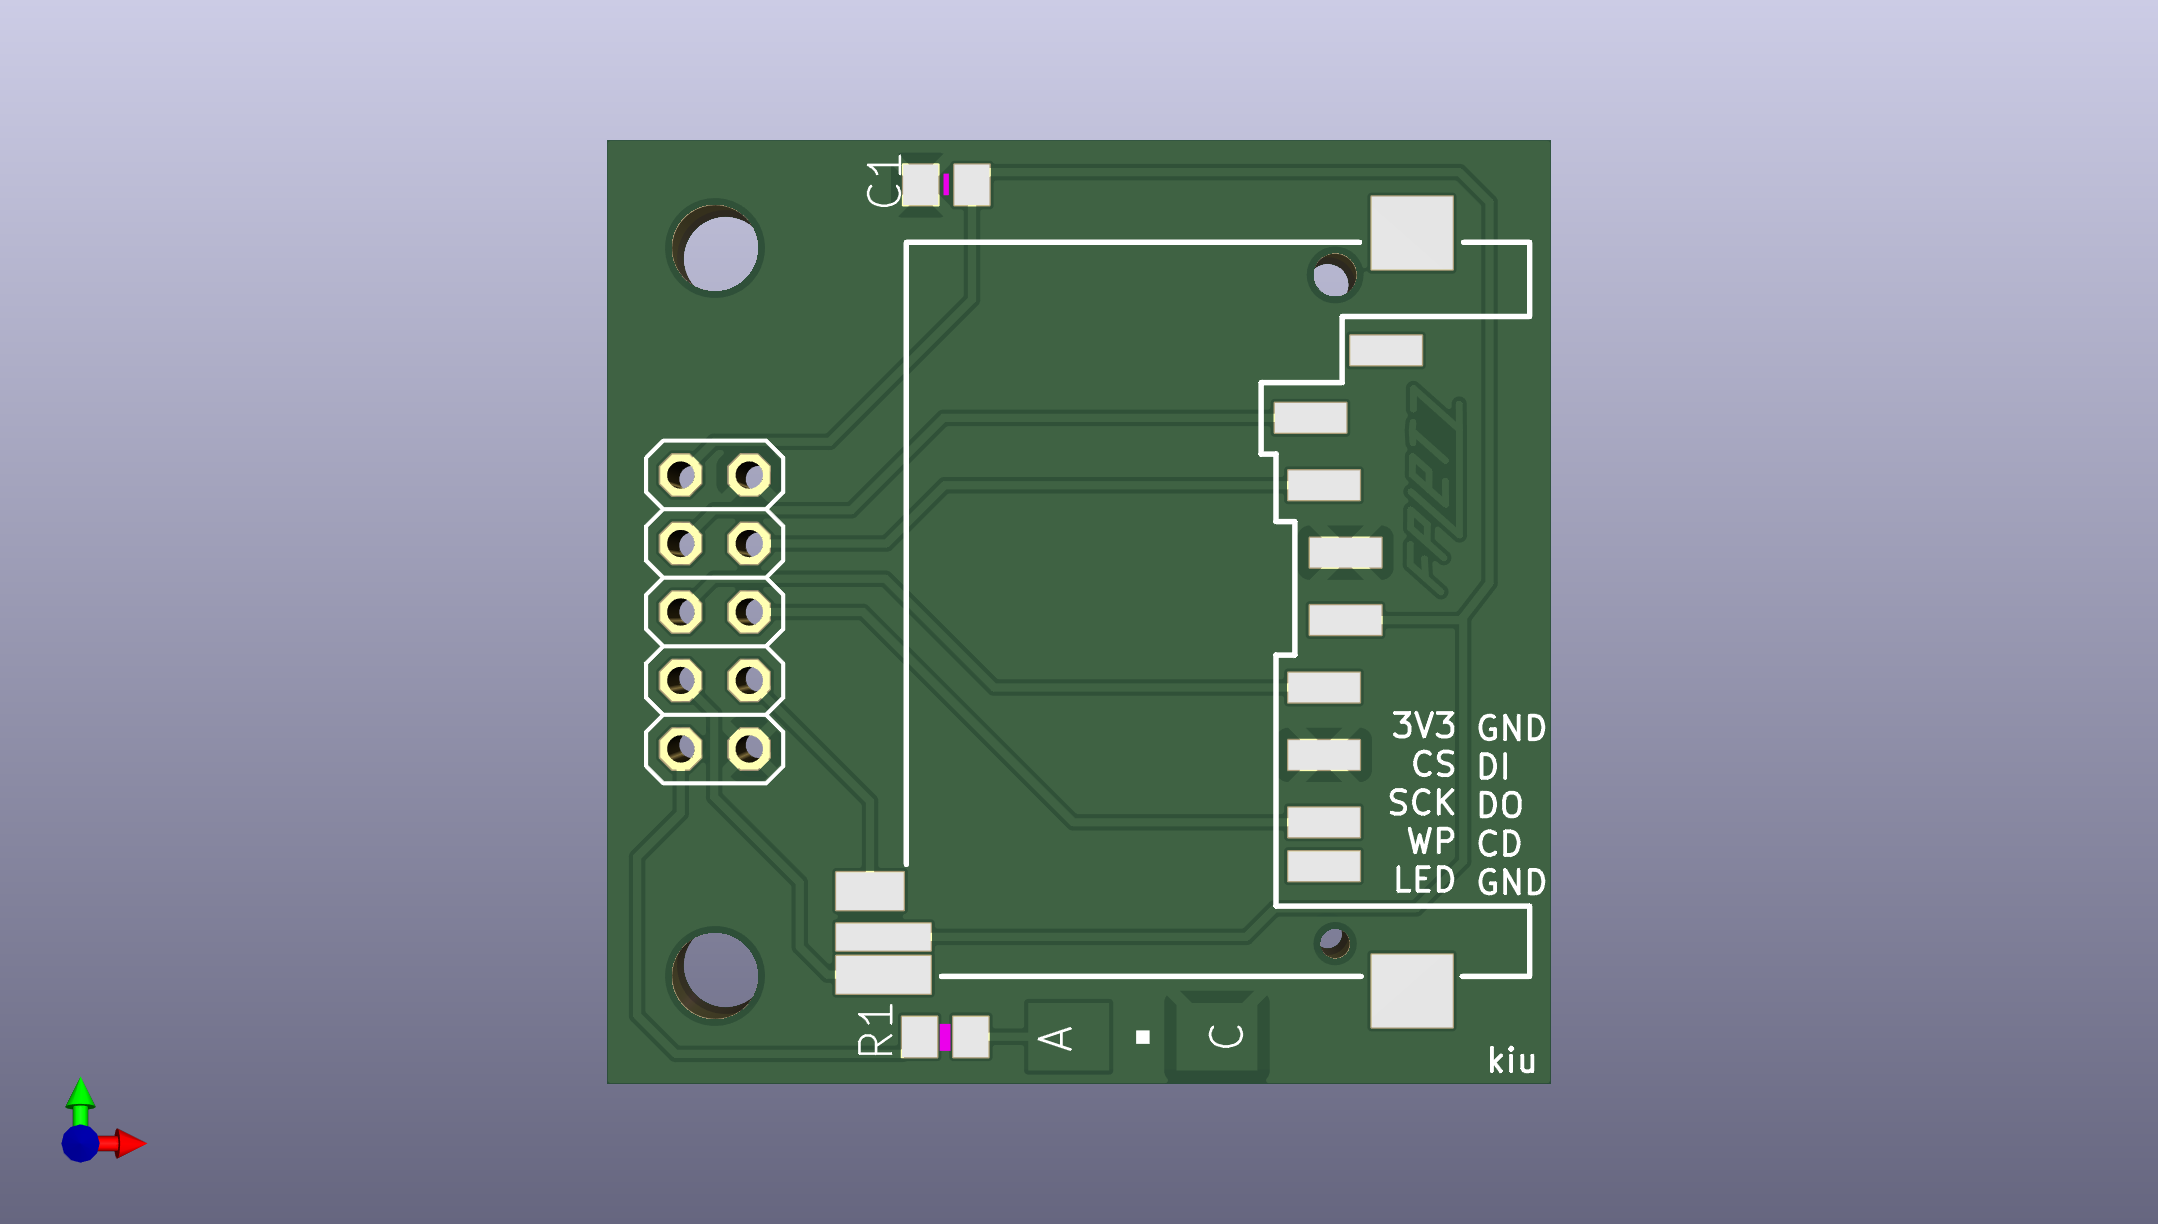 C1
3V3 GND
CS DI
SCK DO
WP CD
LED GND
R1
A
C
kiu